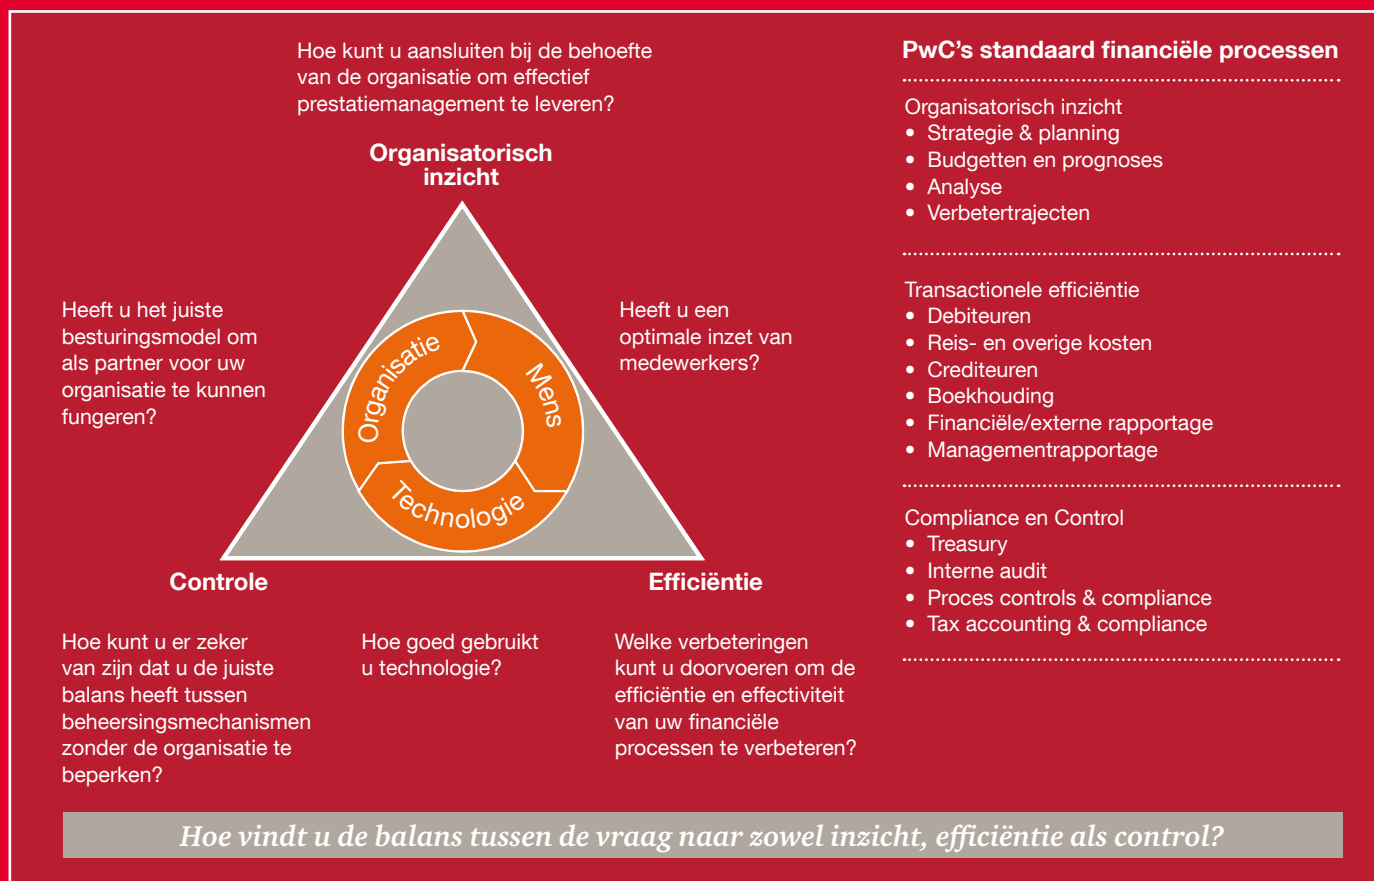 Hoe kunt u aansluiten bij de behoefte
van de organisatie om effectief
prestatiemanagement te leveren?
Organisatorisch
inzicht
Heeft u het juiste
besturingsmodel om
als partner voor uw
organisatie te kunnen
fungeren?
Organisatie
Mens
Technologie
Heeft u een
optimale inzet van
medewerkers?
Controle
Efficiëntie
Hoe kunt u er zeker
van zijn dat u de juiste
balans heeft tussen
beheersingsmechanismen
zonder de organisatie te
beperken?
Hoe goed gebruikt
u technologie?
Welke verbeteringen
kunt u doorvoeren om de
efficiëntie en effectiviteit
van uw financiële
processen te verbeteren?
PwC's standaard financiële processen
Organisatorisch inzicht
• Strategie & planning
• Budgetten en prognoses
• Analyse
• Verbetertrajecten
Transactionele efficiëntie
• Debiteuren
• Reis- en overige kosten
• Crediteuren
• Boekhouding
• Financiële/externe rapportage
• Managementrapportage
Compliance en Control
• Treasury
• Interne audit
• Proces controls & compliance
• Tax accounting & compliance
Hoe vindt u de balans tussen de vraag naar zowel inzicht, efficiëntie als control?